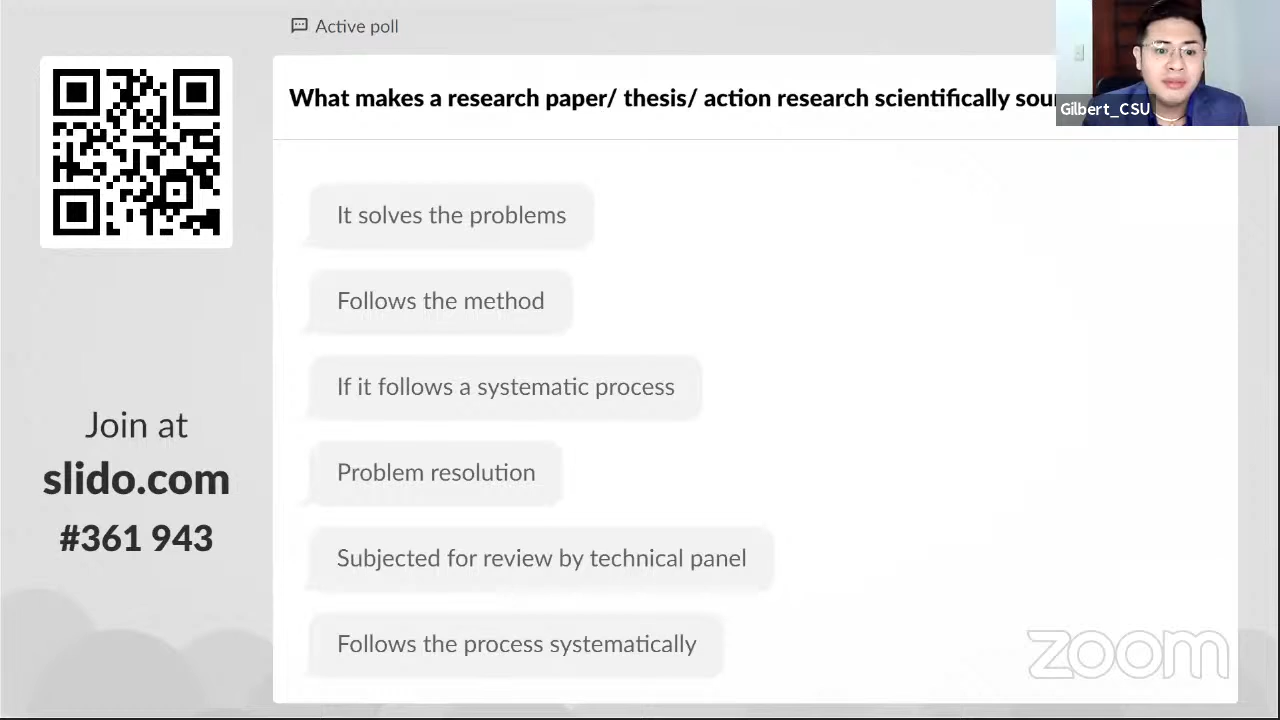 Active poll
What makes a research paper/ thesis/ action research scientifically
Gilbert_CSU
It solves the problems
Follows the method
If it follows a systematic process
Problem resolution
Subjected for review by technical panel
Follows the process systematically
Join at
slido.com
#361 943
zoom